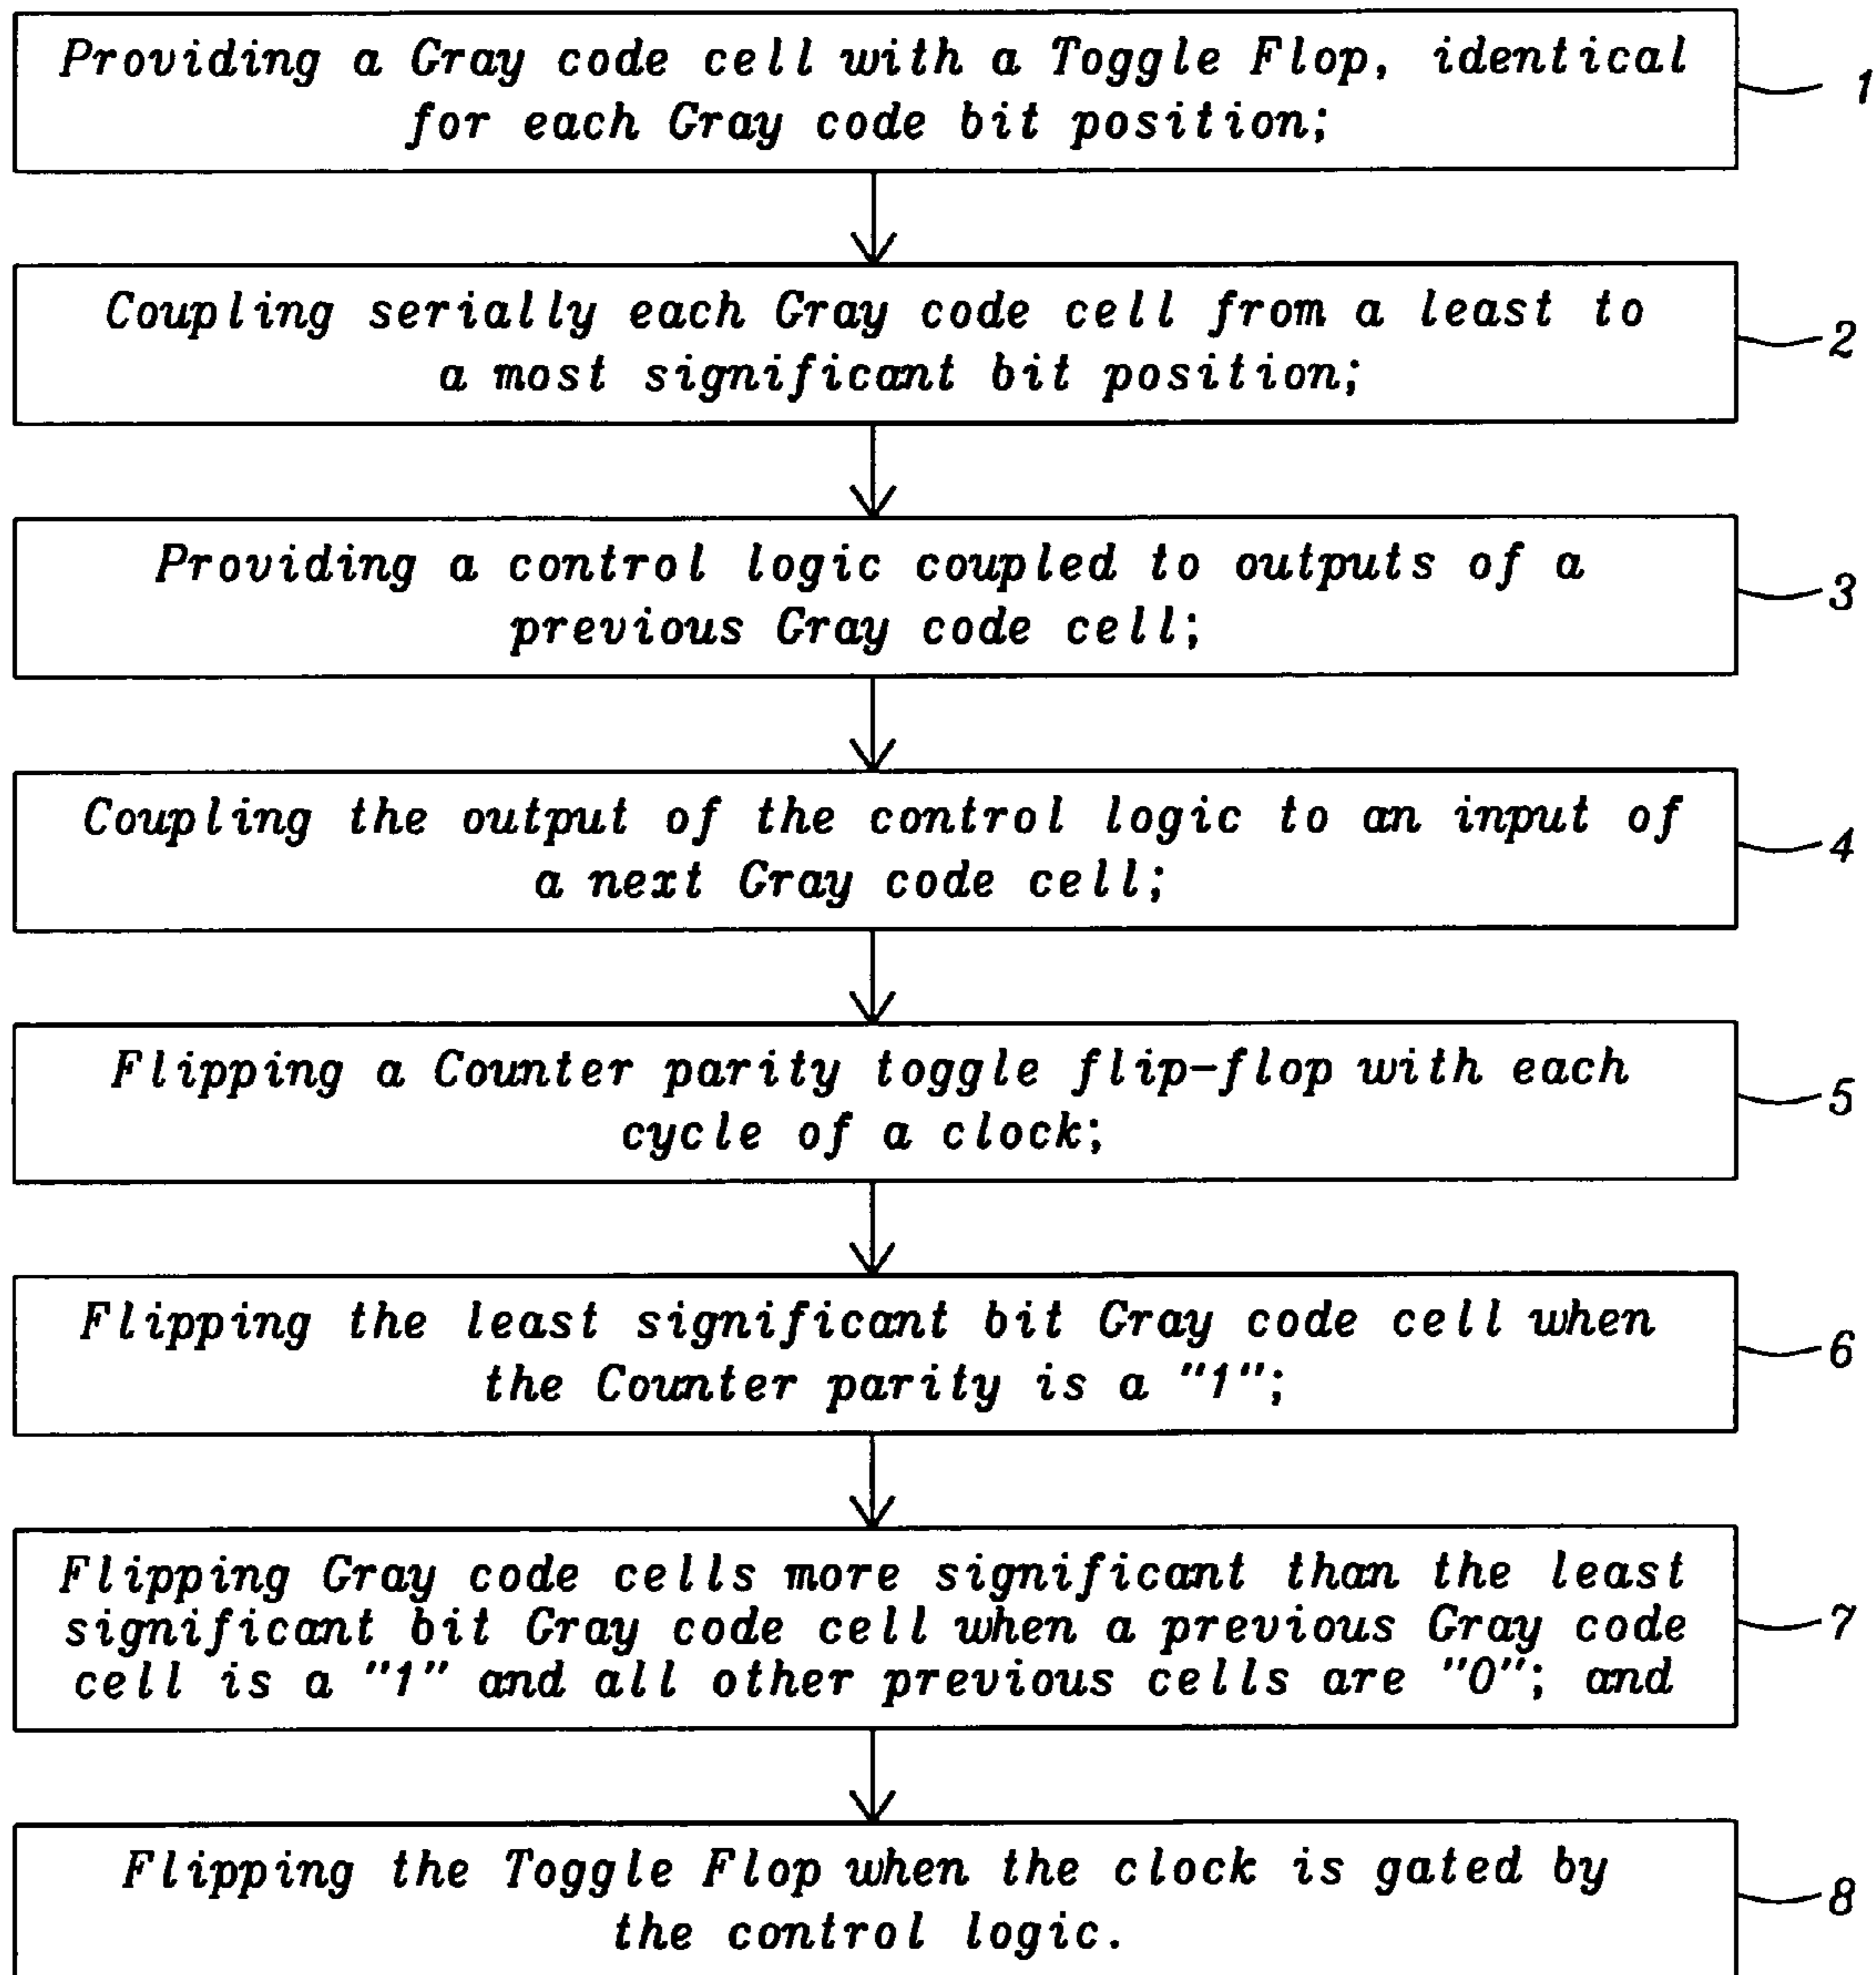 Providing a Gray code cell with a Toggle Flop, identical
for each Gray code bit position;
1
Coupling serially each Gray code cell from a least to
a most significant bit position;
2
Providing a control logic coupled to outputs of a
previous Gray code cell;
3
Coupling the output of the control logic to an input of
a next Gray code cell;
4
Flipping a Counter parity toggle flip-flop with each
cycle of a clock;
5
Flipping the least significant bit Gray code cell when
the Counter parity is a "1";
6
Flipping Gray code cells more significant than the least
significant bit Gray code cell when a previous Gray code
cell is a "1" and all other previous cells are "0"; and
7
Flipping the Toggle Flop when the clock is gated by
the control logic.
8